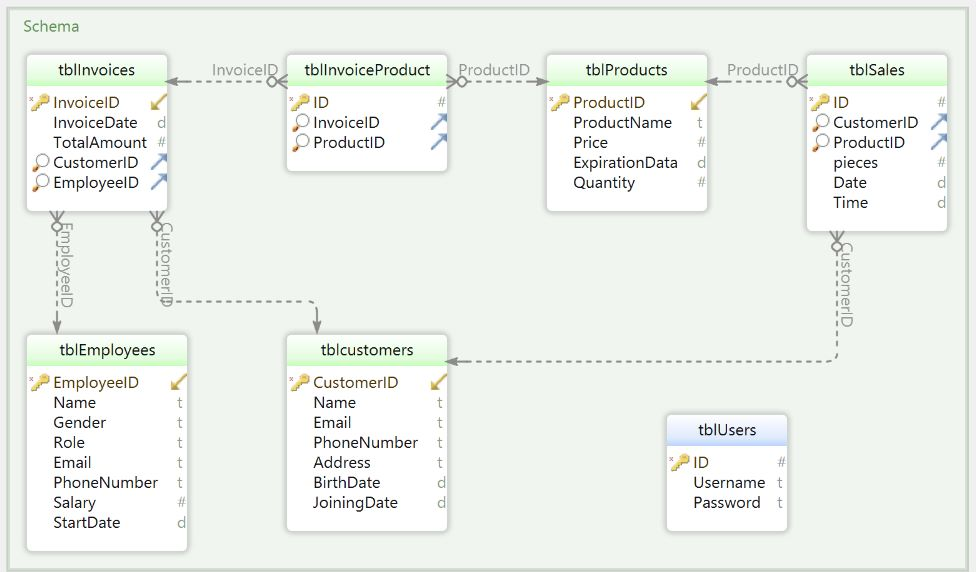 Schema
tblInvoices
InvoiceID
InvoiceDate d
TotalAmount #
CustomerID
EmployeeID
InvoiceID
tblInvoiceProduct
ID #
InvoiceID
ProductID
ProductID
tblProducts
ProductID
ProductName t
Price #
ExpirationData d
Quantity #
ProductID
tblSales
ID #
CustomerID
ProductID
pieces #
Date d
Time d
EmployeeID
CustomerID
CustomerID
tblEmployees
EmployeeID
Name t
Gender t
Role t
Email t
PhoneNumber t
Salary #
StartDate d
tblcustomers
CustomerID
Name t
Email t
PhoneNumber t
Address t
BirthDate d
JoiningDate d
tblUsers
ID #
Username t
Password t